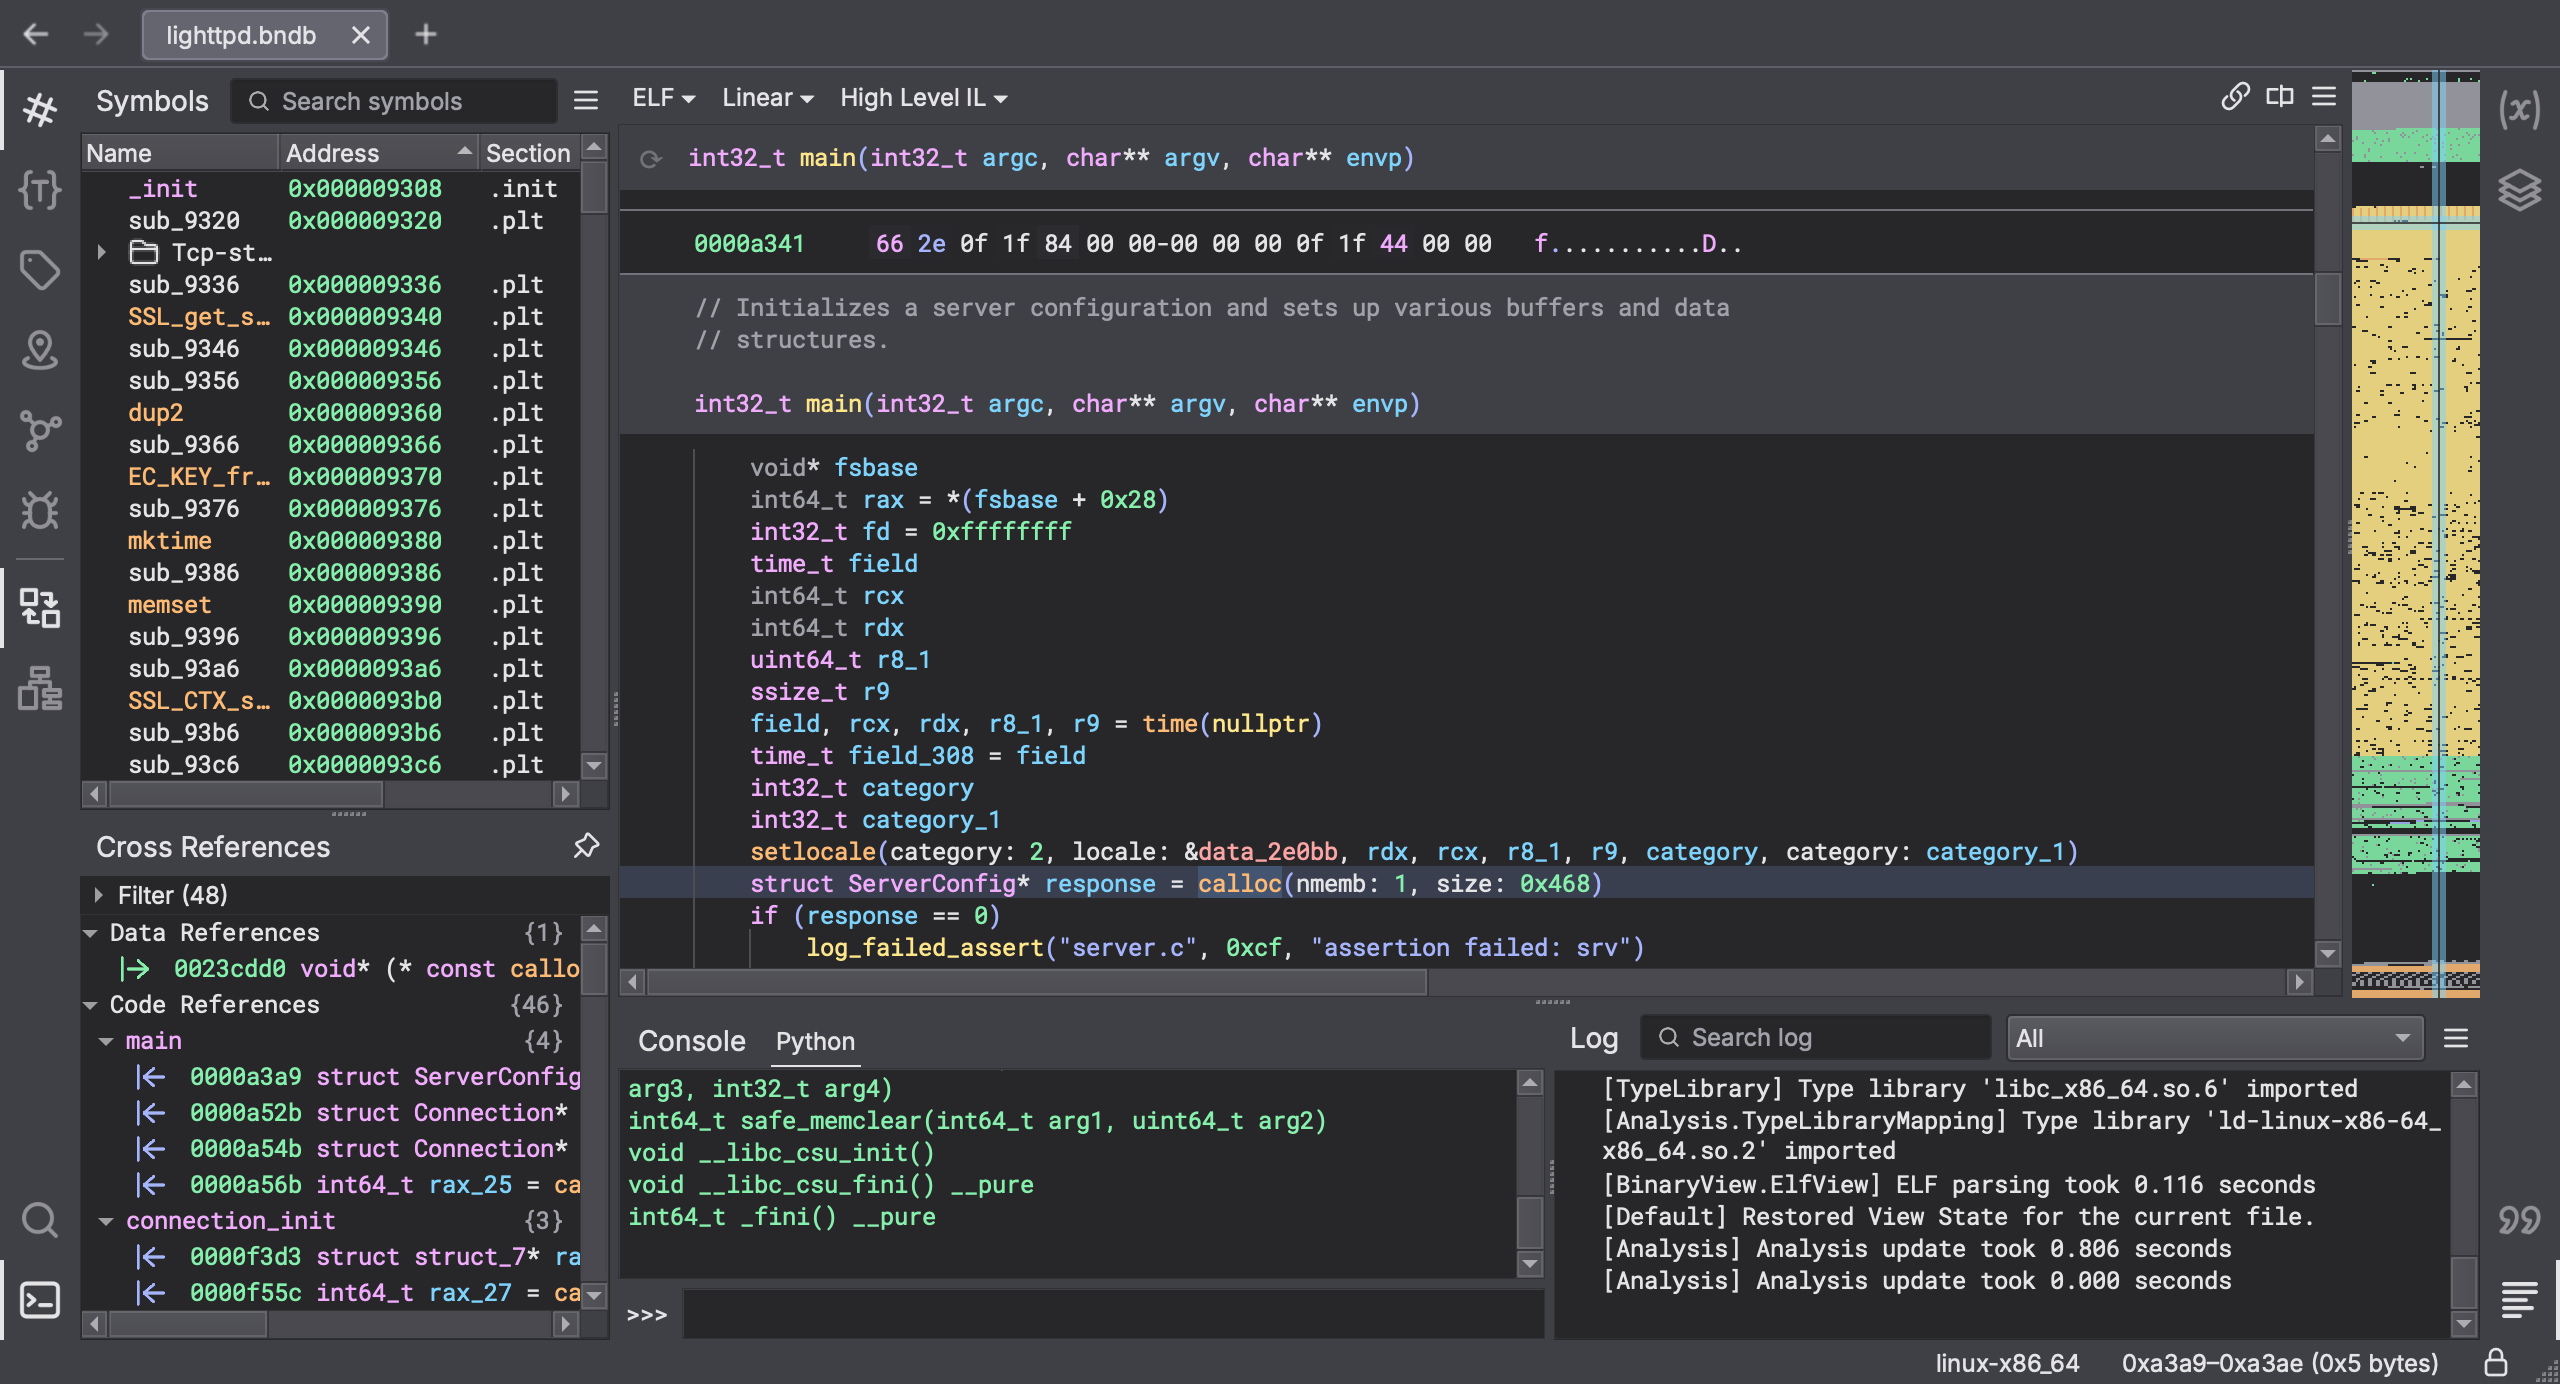 lighttpd.bndb
Symbols
Search symbols
Name Address Section
_init 0x000009308 .init
sub_9320 0x000009320 .plt
Tcp-st…
sub_9336 0x000009336 .plt
SSL_get_s… 0x000009340 .plt
sub_9346 0x000009346 .plt
sub_9356 0x000009356 .plt
dup2 0x000009360 .plt
sub_9366 0x000009366 .plt
EC_KEY_fr… 0x000009370 .plt
sub_9376 0x000009376 .plt
mktime 0x000009380 .plt
sub_9386 0x000009386 .plt
memset 0x000009390 .plt
sub_9396 0x000009396 .plt
sub_93a6 0x0000093a6 .plt
SSL_CTX_s… 0x0000093b0 .plt
sub_93b6 0x0000093b6 .plt
sub_93c6 0x0000093c6 .plt
Cross References
Filter (48)
Data References {1}
0023cdd0 void* (* const callo
Code References {46}
main {4}
0000a3a9 struct ServerConfig
0000a52b struct Connection*
0000a54b struct Connection*
0000a56b int64_t rax_25 = ca
connection_init {3}
0000f3d3 struct struct_7* ra
0000f55c int64_t rax_27 = ca
ELF Linear High Level IL
int32_t main(int32_t argc, char** argv, char** envp)
0000a341 66 2e 0f 1f 84 00 00-00 00 00 0f 1f 44 00 00 f...........D..
// Initializes a server configuration and sets up various buffers and data
// structures.
int32_t main(int32_t argc, char** argv, char** envp)
void* fsbase
int64_t rax = *(fsbase + 0x28)
int32_t fd = 0xffffffff
time_t field
int64_t rcx
int64_t rdx
uint64_t r8_1
ssize_t r9
field, rcx, rdx, r8_1, r9 = time(nullptr)
time_t field_308 = field
int32_t category
int32_t category_1
setlocale(category: 2, locale: &data_2e0bb, rdx, rcx, r8_1, r9, category, category: category_1)
struct ServerConfig* response = calloc(nmemb: 1, size: 0x468)
if (response == 0)
log_failed_assert("server.c", 0xcf, "assertion failed: srv")
Console Python
arg3, int32_t arg4)
int64_t safe_memclear(int64_t arg1, uint64_t arg2)
void __libc_csu_init()
void __libc_csu_fini() __pure
int64_t _fini() __pure
>>>
Log
Search log
All
[TypeLibrary] Type library 'libc_x86_64.so.6' imported
[Analysis.TypeLibraryMapping] Type library 'ld-linux-x86-64_
x86_64.so.2' imported
[BinaryView.ElfView] ELF parsing took 0.116 seconds
[Default] Restored View State for the current file.
[Analysis] Analysis update took 0.806 seconds
[Analysis] Analysis update took 0.000 seconds
linux-x86_64 0xa3a9–0xa3ae (0x5 bytes)